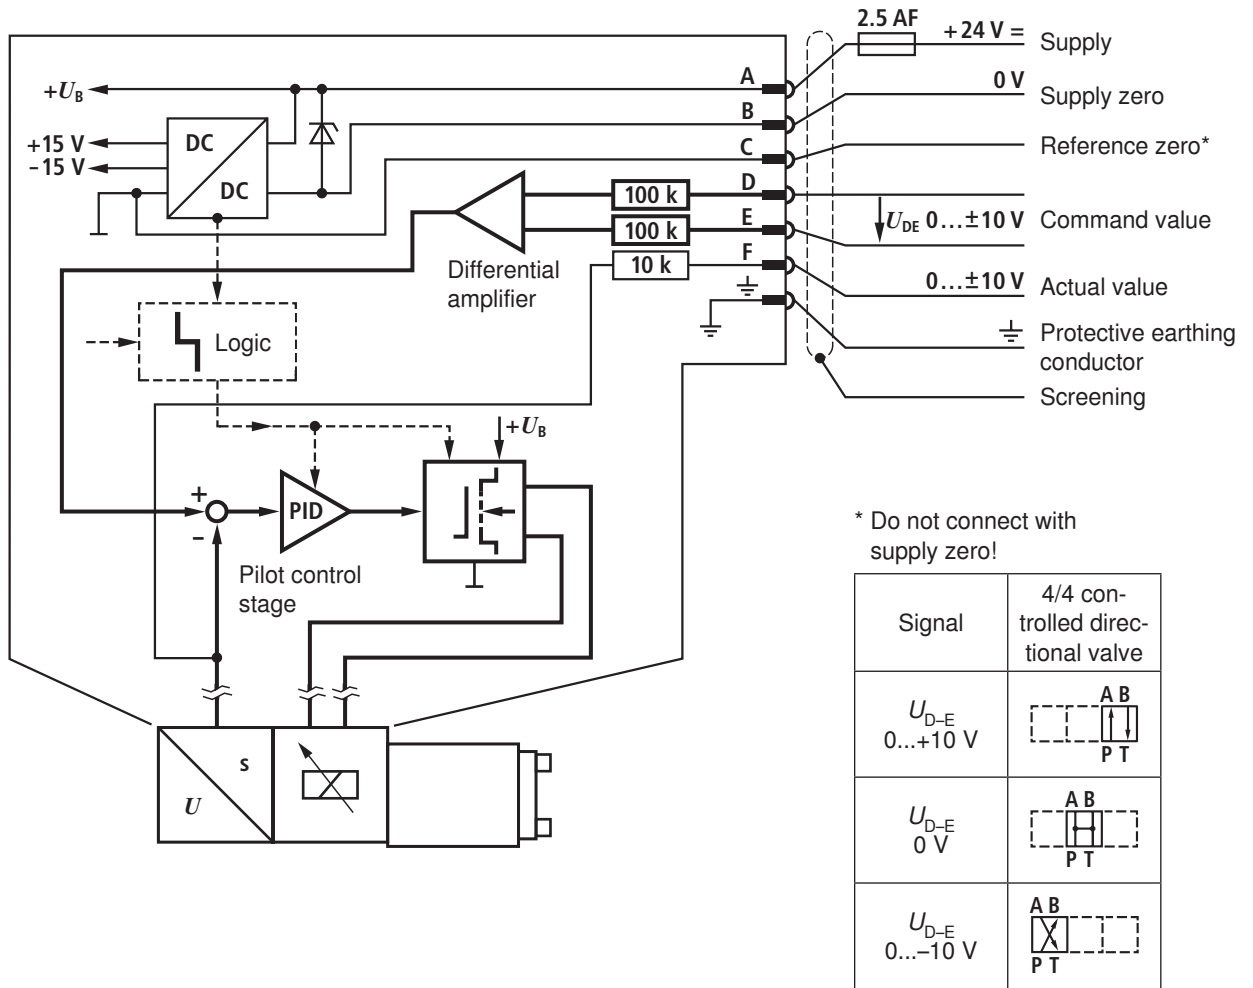 2.5 AF
+24 V =
Supply
+U_B
A
0 V
Supply zero
B
+15 V
DC
−15 V
DC
C
Reference zero*
D
100 k
E
100 k
U_DE 0...±10 V
Command value
F
10 k
Differential
amplifier
0...±10 V
Actual value
Logic
Protective earthing
conductor
Screening
+U_B
+
−
PID
Pilot control
stage
s
U
* Do not connect with
supply zero!
Signal
4/4 con-
trolled direc-
tional valve
U_D–E
0...+10 V
A B
P T
U_D–E
0 V
A B
P T
U_D–E
0...–10 V
A B
P T